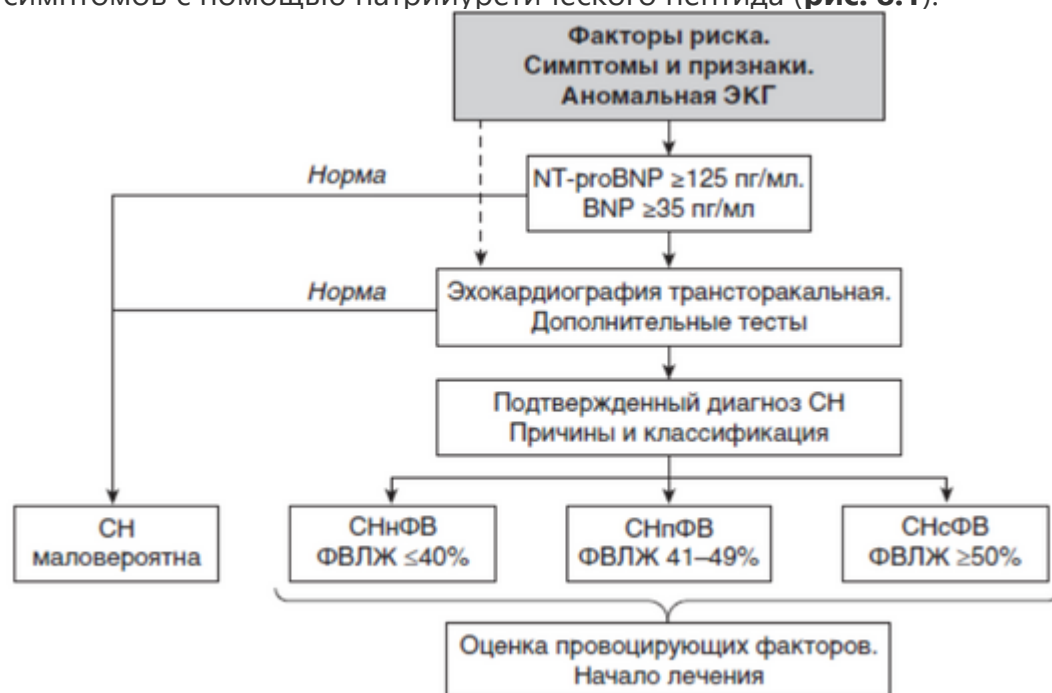 симптомов с помощью натрийуретического пептида (рис. 8.1).
Факторы риска.
Симптомы и признаки.
Аномальная ЭКГ
Норма
NT-proBNP ≥125 пг/мл.
BNP ≥35 пг/мл
Норма
Эхокардиография трансторакальная.
Дополнительные тесты
Подтвержденный диагноз СН
Причины и классификация
СН
маловероятна
СНнФВ
ФВЛЖ ≤40%
СНпФВ
ФВЛЖ 41–49%
СНсФВ
ФВЛЖ ≥50%
Оценка провоцирующих факторов.
Начало лечения